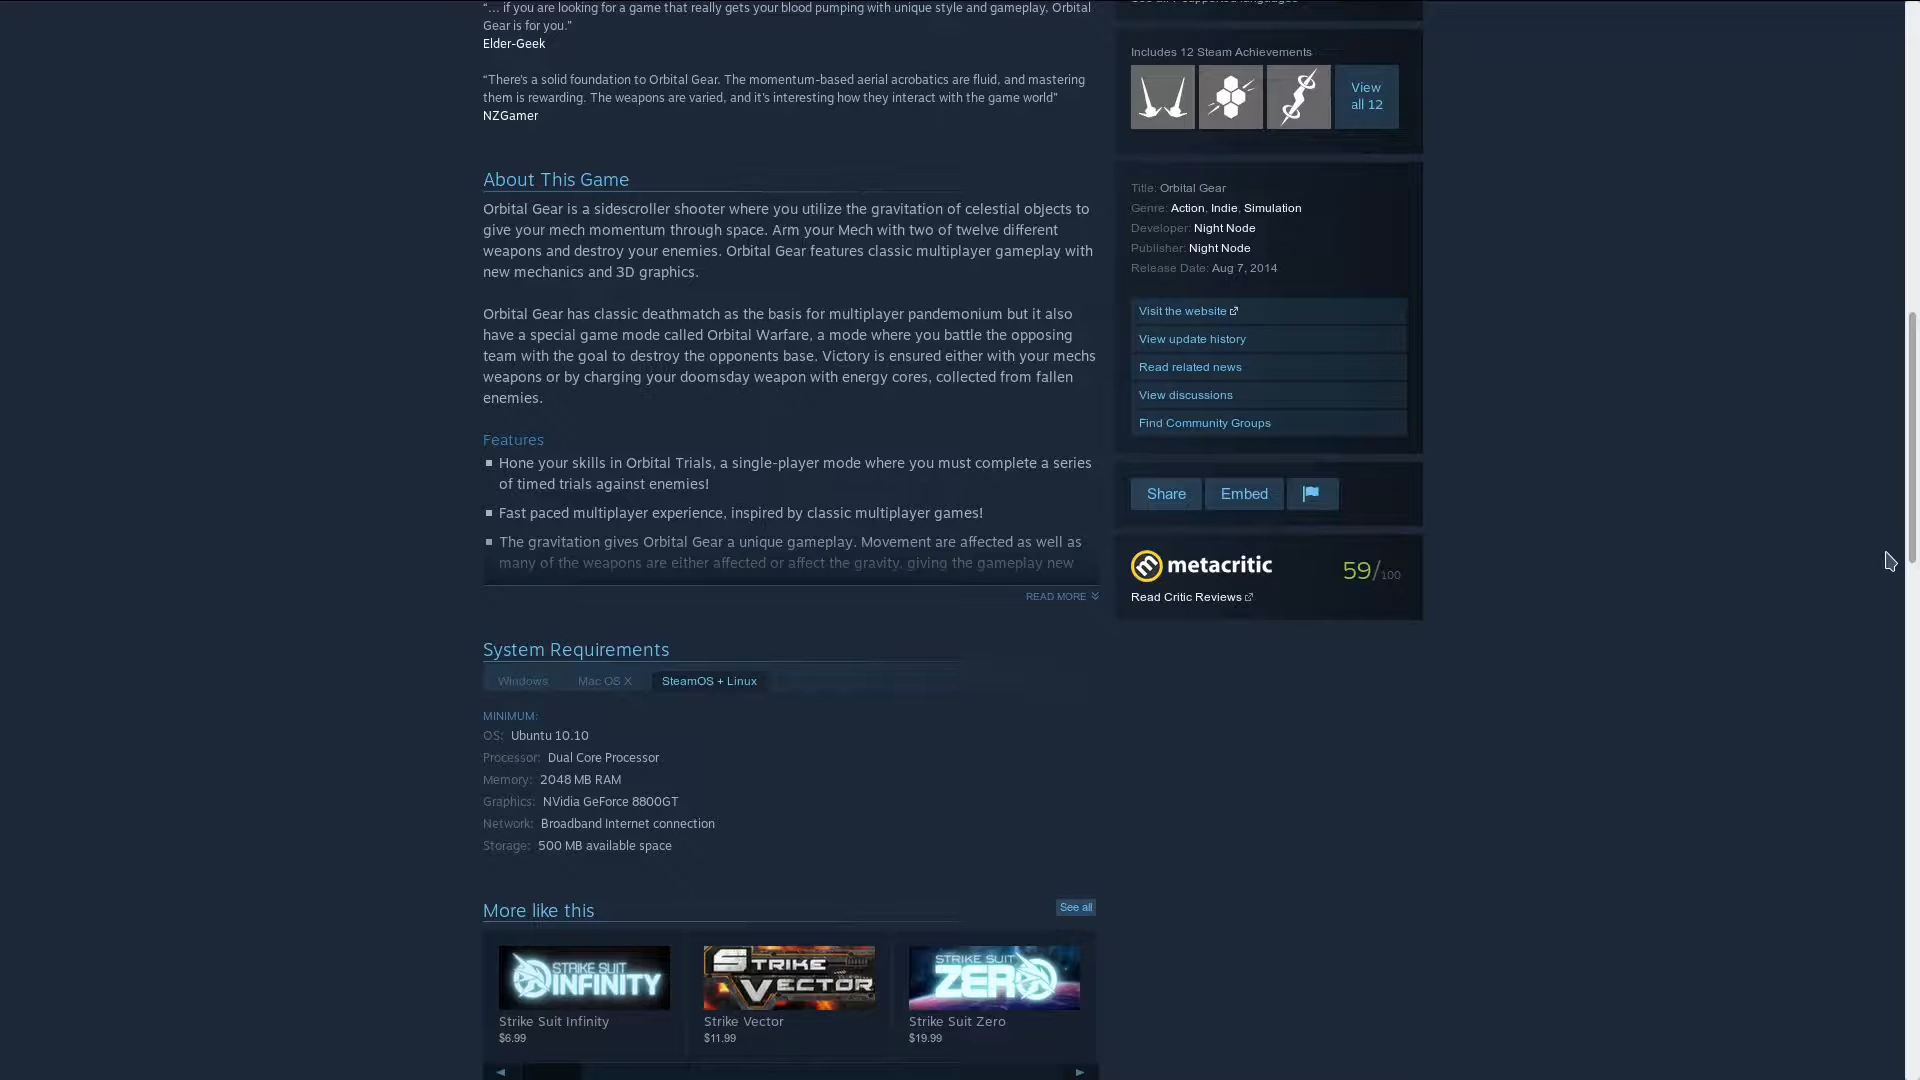 “... if you are looking for a game that really gets your blood pumping with unique style and gameplay, Orbital
Gear is for you.”
Elder-Geek
“There's a solid foundation to Orbital Gear. The momentum-based aerial acrobatics are fluid, and mastering
them is rewarding. The weapons are varied, and it's interesting how they interact with the game world”
NZGamer
About This Game
Orbital Gear is a sidescroller shooter where you utilize the gravitation of celestial objects to
give your mech momentum through space. Arm your Mech with two of twelve different
weapons and destroy your enemies. Orbital Gear features classic multiplayer gameplay with
new mechanics and 3D graphics.
Orbital Gear has classic deathmatch as the basis for multiplayer pandemonium but it also
have a special game mode called Orbital Warfare, a mode where you battle the opposing
team with the goal to destroy the opponents base. Victory is ensured either with your mechs
weapons or by charging your doomsday weapon with energy cores, collected from fallen
enemies.
Features
Hone your skills in Orbital Trials, a single-player mode where you must complete a series
of timed trials against enemies!
Fast paced multiplayer experience, inspired by classic multiplayer games!
The gravitation gives Orbital Gear a unique gameplay. Movement are affected as well as
many of the weapons are either affected or affect the gravity, giving the gameplay new
READ MORE
System Requirements
Windows
Mac OS X
SteamOS + Linux
MINIMUM:
OS: Ubuntu 10.10
Processor: Dual Core Processor
Memory: 2048 MB RAM
Graphics: NVidia GeForce 8800GT
Network: Broadband Internet connection
Storage: 500 MB available space
More like this
See all
STRIKE SUIT
INFINITY
STRIKE
VECTOR
STRIKE SUIT
ZERO
Strike Suit Infinity
$6.99
Strike Vector
$11.99
Strike Suit Zero
$19.99
Includes 12 Steam Achievements
View
all 12
Title: Orbital Gear
Genre: Action, Indie, Simulation
Developer: Night Node
Publisher: Night Node
Release Date: Aug 7, 2014
Visit the website
View update history
Read related news
View discussions
Find Community Groups
Share
Embed
metacritic
59/100
Read Critic Reviews